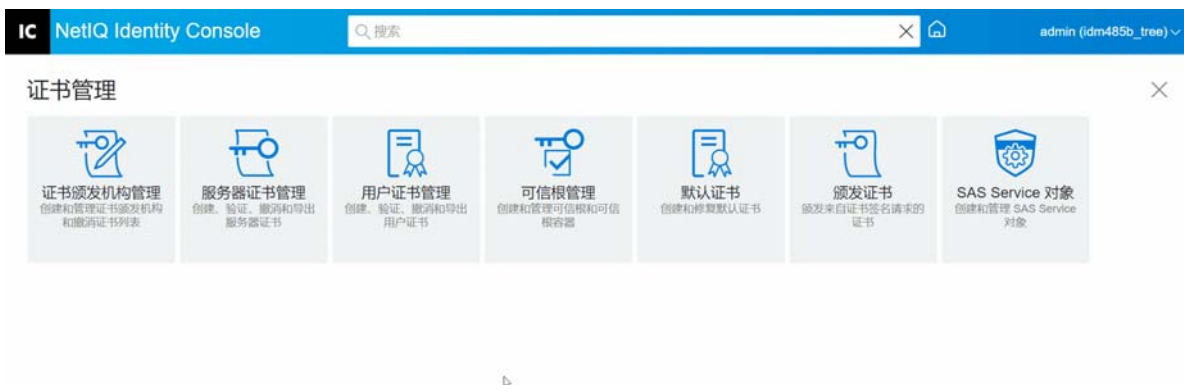 IC NetIQ Identity Console 搜索 admin (idm485b_tree)
证书管理
证书颁发机构管理
创建和管理证书颁发机构
和撤消证书列表
服务器证书管理
创建、验证、撤消和导出
服务器证书
用户证书管理
创建、验证、撤消和导出
用户证书
可信根管理
创建和管理可信根和可信
根容器
默认证书
创建和修复默认证书
颁发证书
颁发来自证书签名请求的
证书
SAS Service 对象
创建和管理 SAS Service
对象